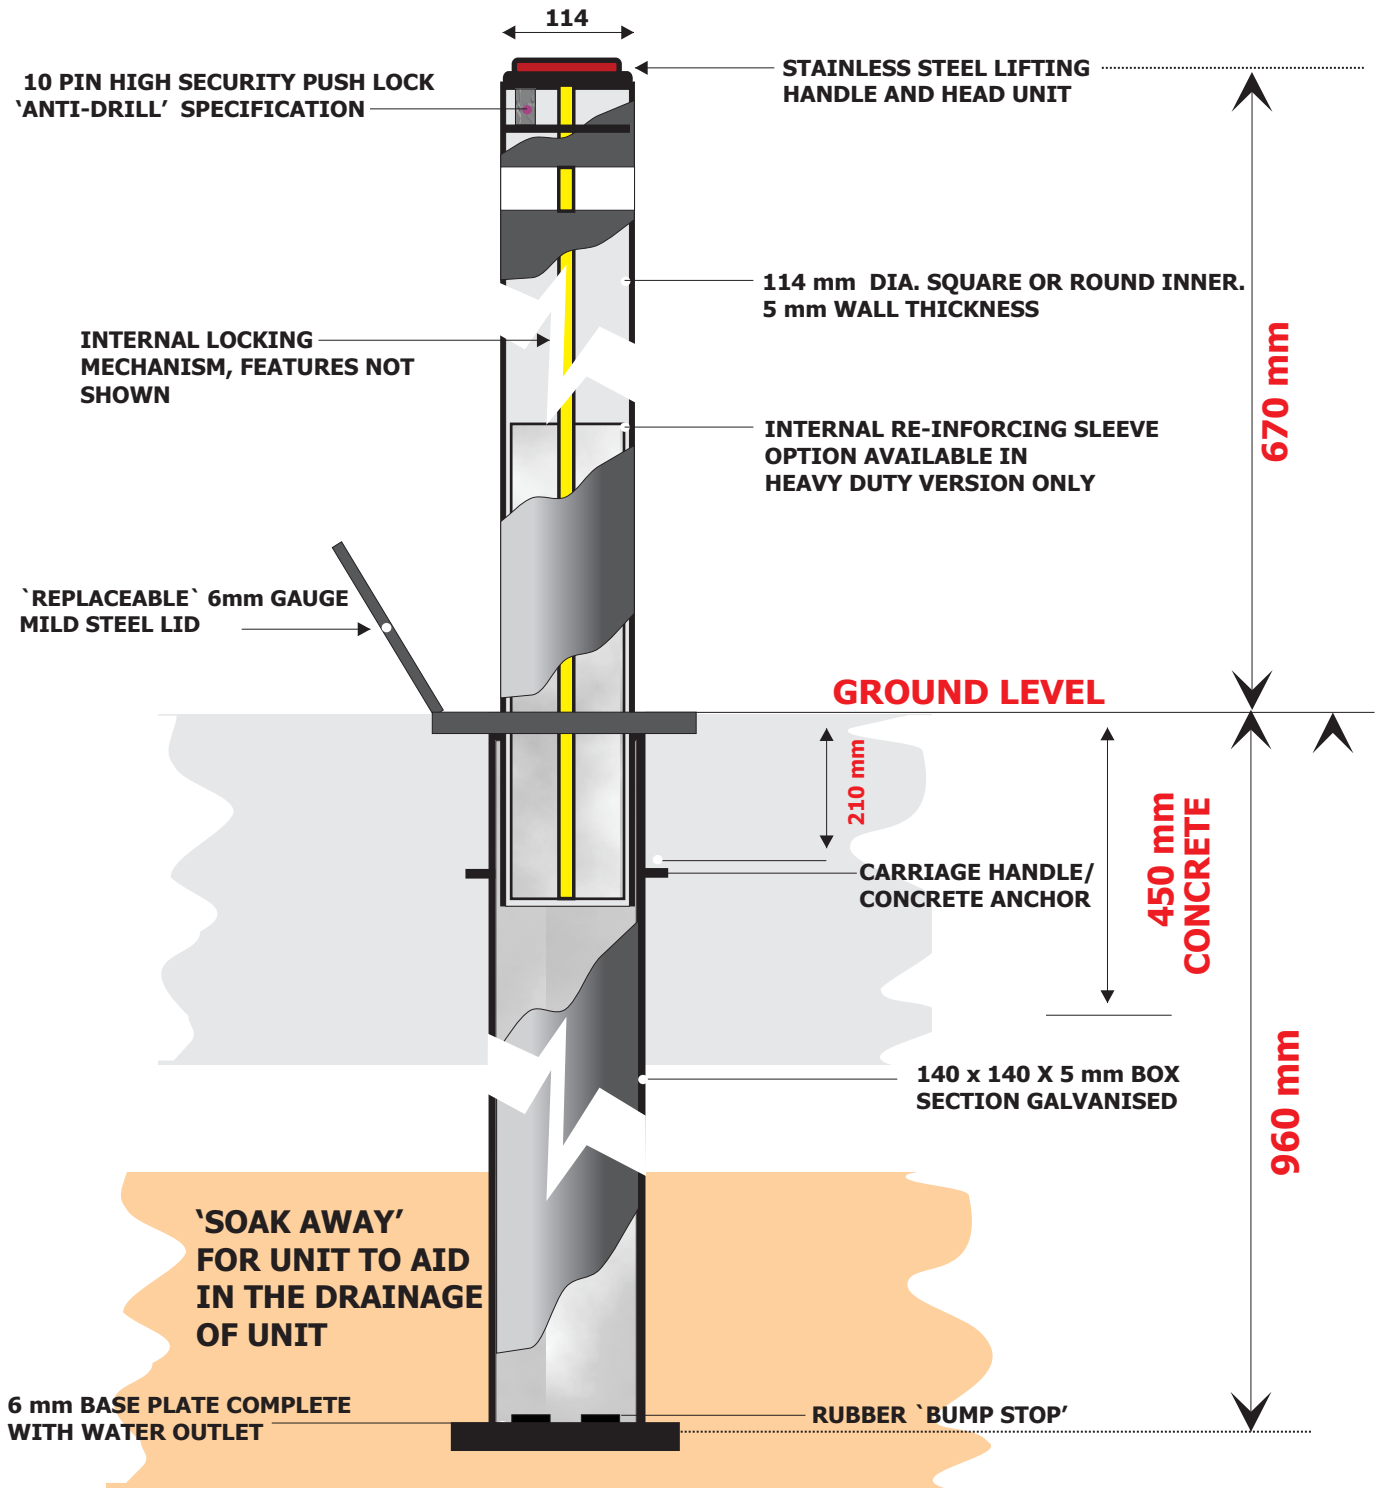 114
10 PIN HIGH SECURITY PUSH LOCK
‘ANTI-DRILL’ SPECIFICATION
STAINLESS STEEL LIFTING
HANDLE AND HEAD UNIT
114 mm DIA. SQUARE OR ROUND INNER.
5 mm WALL THICKNESS
INTERNAL LOCKING
MECHANISM, FEATURES NOT
SHOWN
670 mm
INTERNAL RE-INFORCING SLEEVE
OPTION AVAILABLE IN
HEAVY DUTY VERSION ONLY
`REPLACEABLE` 6mm GAUGE
MILD STEEL LID
GROUND LEVEL
210 mm
450 mm
CONCRETE
CARRIAGE HANDLE/
CONCRETE ANCHOR
140 x 140 X 5 mm BOX
SECTION GALVANISED
960 mm
‘SOAK AWAY’
FOR UNIT TO AID
IN THE DRAINAGE
OF UNIT
6 mm BASE PLATE COMPLETE
WITH WATER OUTLET
RUBBER `BUMP STOP’